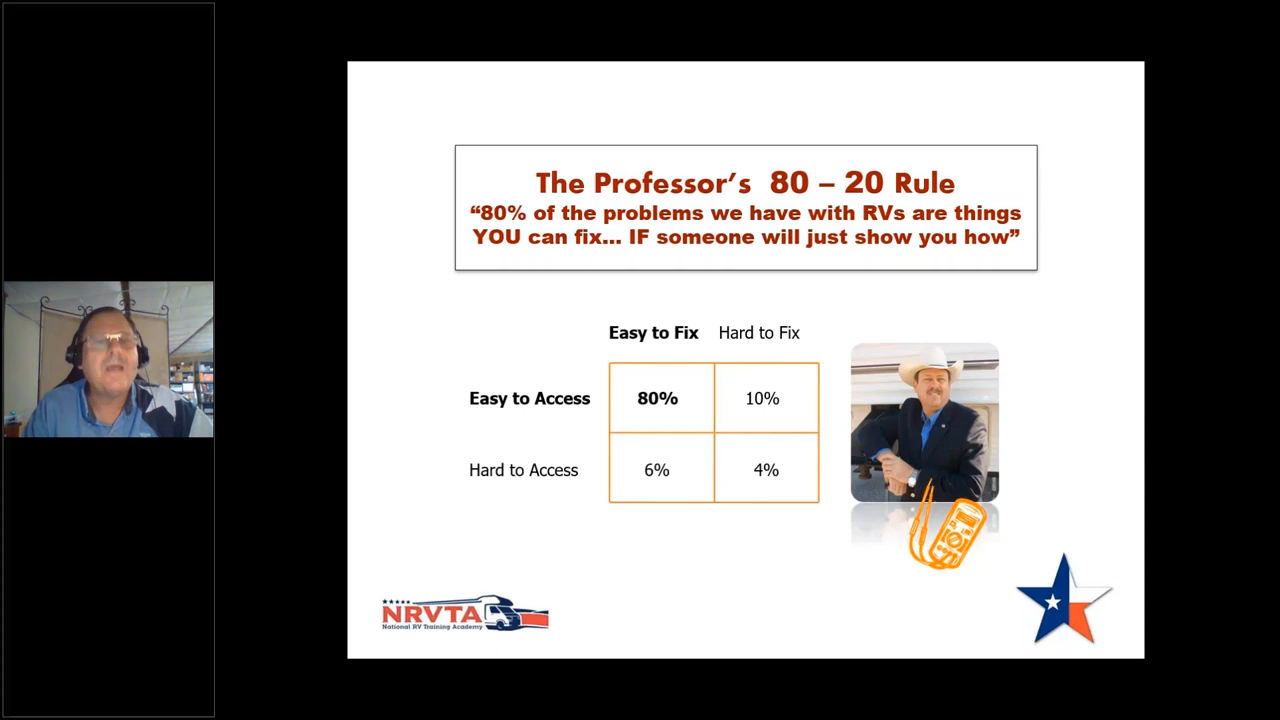 The Professor’s 80 – 20 Rule
“80% of the problems we have with RVs are things
YOU can fix... IF someone will just show you how”
Easy to Fix Hard to Fix
Easy to Access 80% 10%
Hard to Access 6% 4%
NRVTA
National RV Training Academy